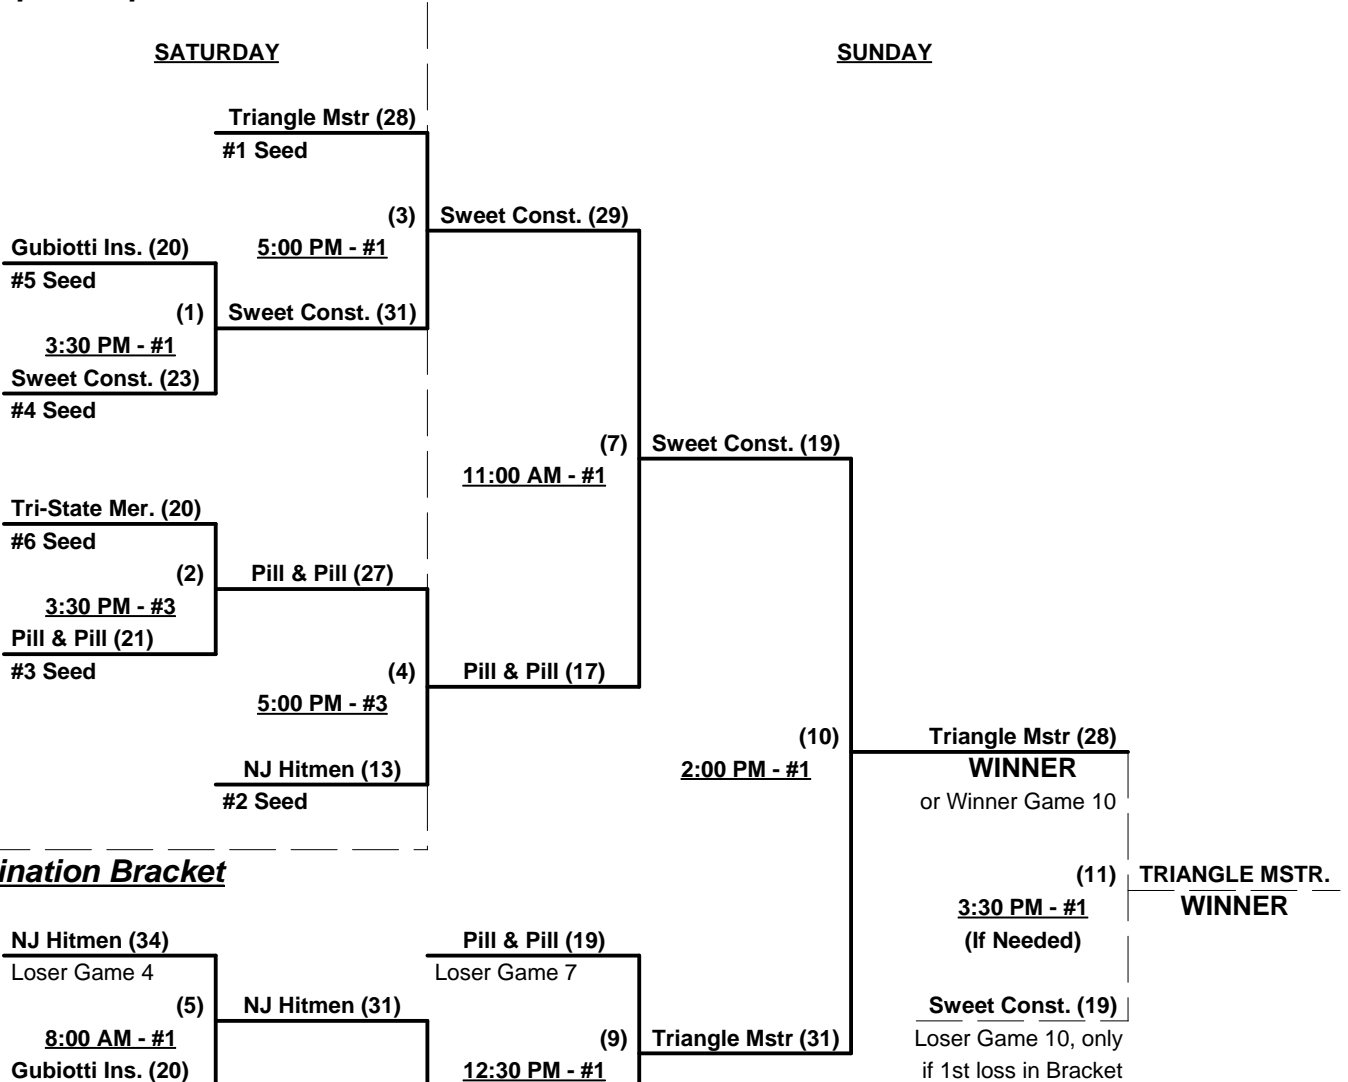 SATURDAY
SUNDAY
Triangle Mstr (28)
#1 Seed
(3)
5:00 PM - #1
Sweet Const. (29)
Gubiotti Ins. (20)
#5 Seed
(1)
3:30 PM - #1
Sweet Const. (31)
Sweet Const. (23)
#4 Seed
(7)
11:00 AM - #1
Sweet Const. (19)
Tri-State Mer. (20)
#6 Seed
(2)
3:30 PM - #3
Pill & Pill (27)
Pill & Pill (21)
#3 Seed
(4)
5:00 PM - #3
Pill & Pill (17)
NJ Hitmen (13)
#2 Seed
(10)
2:00 PM - #1
Triangle Mstr (28)
WINNER
or Winner Game 10
(11)
3:30 PM - #1
(If Needed)
TRIANGLE MSTR.
WINNER
Sweet Const. (19)
Loser Game 10, only
if 1st loss in Bracket
ination Bracket
NJ Hitmen (34)
Loser Game 4
(5)
8:00 AM - #1
Gubiotti Ins. (20)
NJ Hitmen (31)
Pill & Pill (19)
Loser Game 7
(9)
12:30 PM - #1
Triangle Mstr (31)